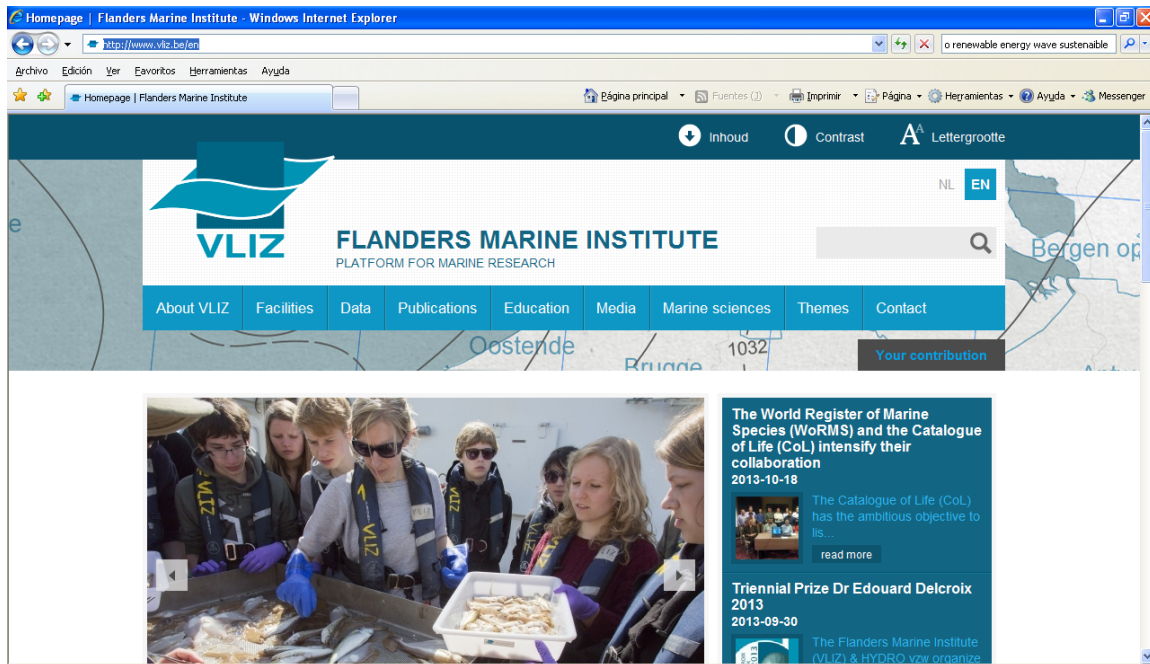 Homepage | Flanders Marine Institute - Windows Internet Explorer
http://www.vliz.be/en
o renewable energy wave sustenaible
Archivo Edición Ver Favoritos Herramientas Ayuda
Homepage | Flanders Marine Institute
Página principal Fuentes (J) Imprimir Página Herramientas Ayuda Messenger
Inhoud Contrast AA Lettergrootte
NL EN
VLIZ
FLANDERS MARINE INSTITUTE
PLATFORM FOR MARINE RESEARCH
e
Bergen op
About VLIZ Facilities Data Publications Education Media Marine sciences Themes Contact
Oostende
Brugge
1032
Your contribution
VLIZ
VLIZ
VLIZ
The World Register of Marine
Species (WoRMS) and the Catalogue
of Life (CoL) intensify their
collaboration
2013-10-18
The Catalogue of Life (CoL)
has the ambitious objective to
lis...
read more
Triennial Prize Dr Edouard Delcroix
2013
2013-09-30
The Flanders Marine Institute
(VLIZ) & HYDRO vzw organize